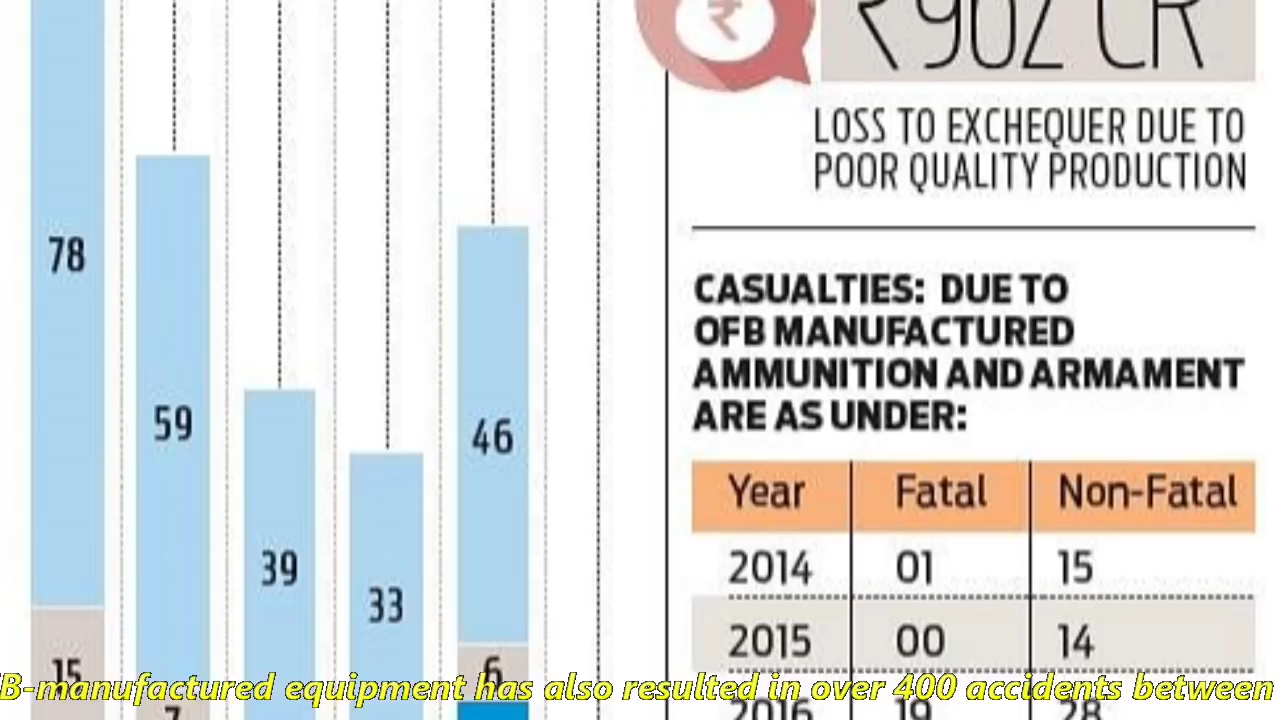 ₹
₹962 CR
LOSS TO EXCHEQUER DUE TO
POOR QUALITY PRODUCTION
78
59
39
33
46
15
7
6
CASUALTIES: DUE TO
OFB MANUFACTURED
AMMUNITION AND ARMAMENT
ARE AS UNDER:
Year Fatal Non-Fatal
2014 01 15
2015 00 14
2016 19 28
B-manufactured equipment has also resulted in over 400 accidents between